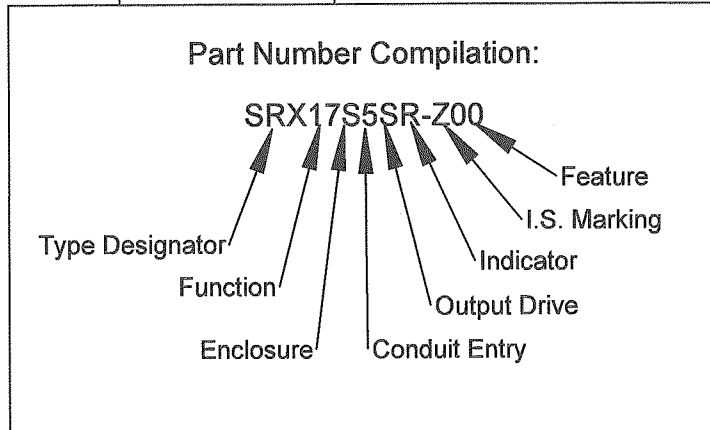 Part Number Compilation:
SRX17S5SR-Z00
Feature
I.S. Marking
Type Designator
Indicator
Function
Output Drive
Enclosure
Conduit Entry